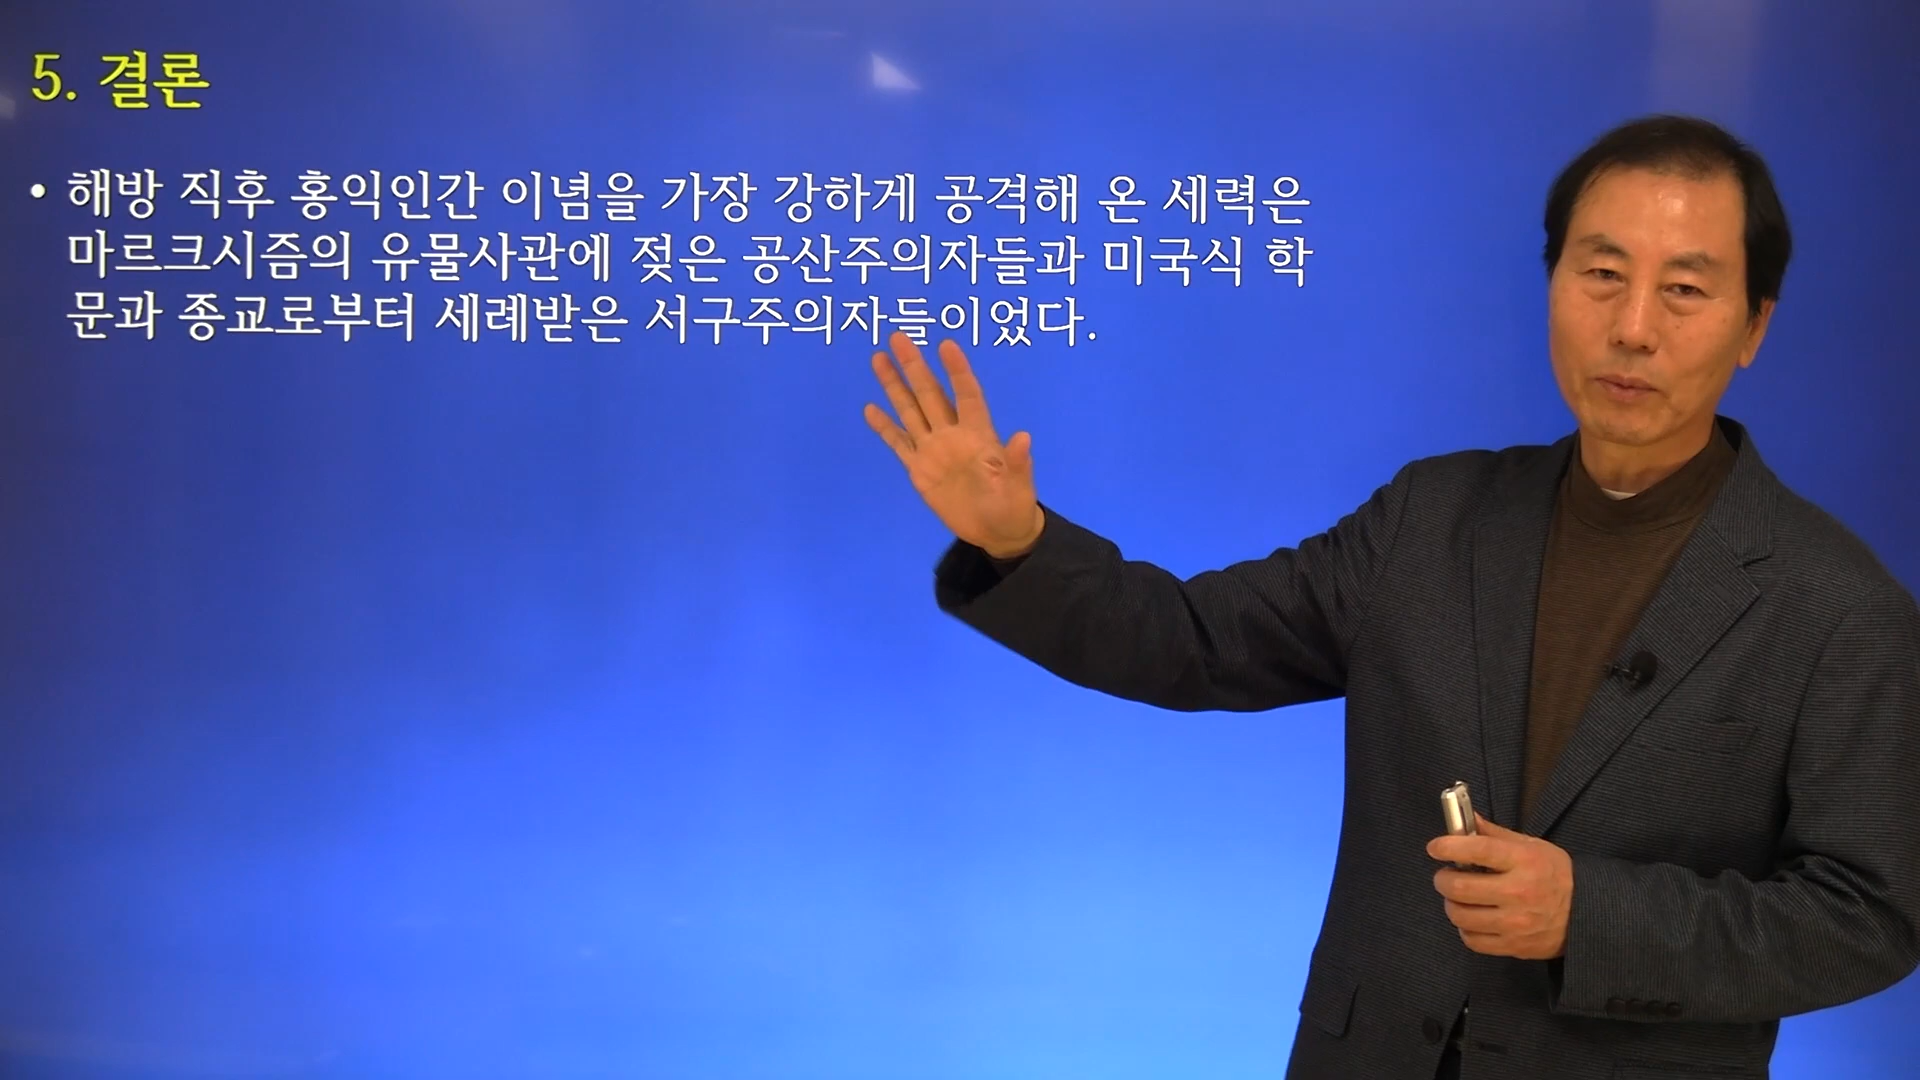 5. 결론
• 해방 직후 홍익인간 이념을 가장 강하게 공격해 온 세력은
마르크시즘의 유물사관에 젖은 공산주의자들과 미국식 학
문과 종교로부터 세례받은 서구주의자들이었다.